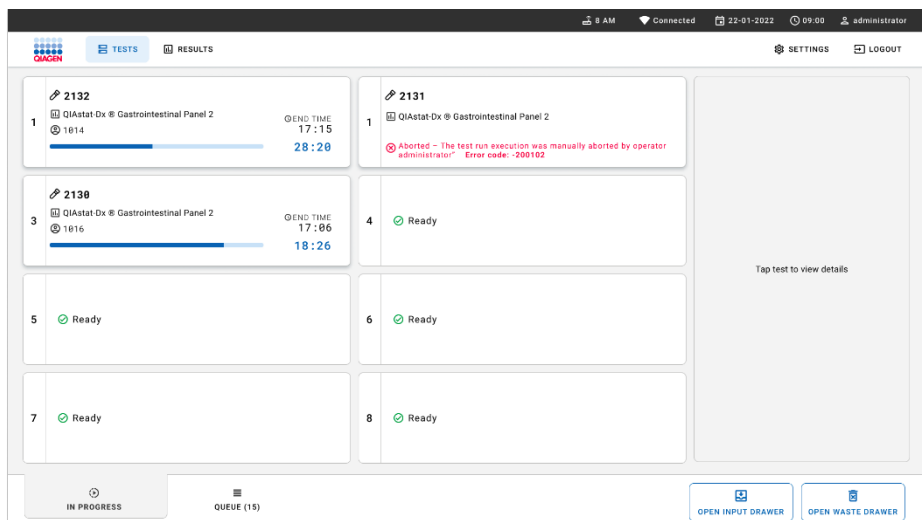 8 AM Connected 22-01-2022 09:00 administrator
QIAGEN TESTS RESULTS SETTINGS LOGOUT
1
2132
QIAstat-Dx ® Gastrointestinal Panel 2
1014
END TIME
17:15
28:20
1
2131
QIAstat-Dx ® Gastrointestinal Panel 2
Aborted – The test run execution was manually aborted by operator
administrator" Error code: -200102
3
2130
QIAstat-Dx ® Gastrointestinal Panel 2
1016
END TIME
17:06
18:26
4 Ready
5 Ready
6 Ready
7 Ready
8 Ready
Tap test to view details
IN PROGRESS
QUEUE (15)
OPEN INPUT DRAWER
OPEN WASTE DRAWER